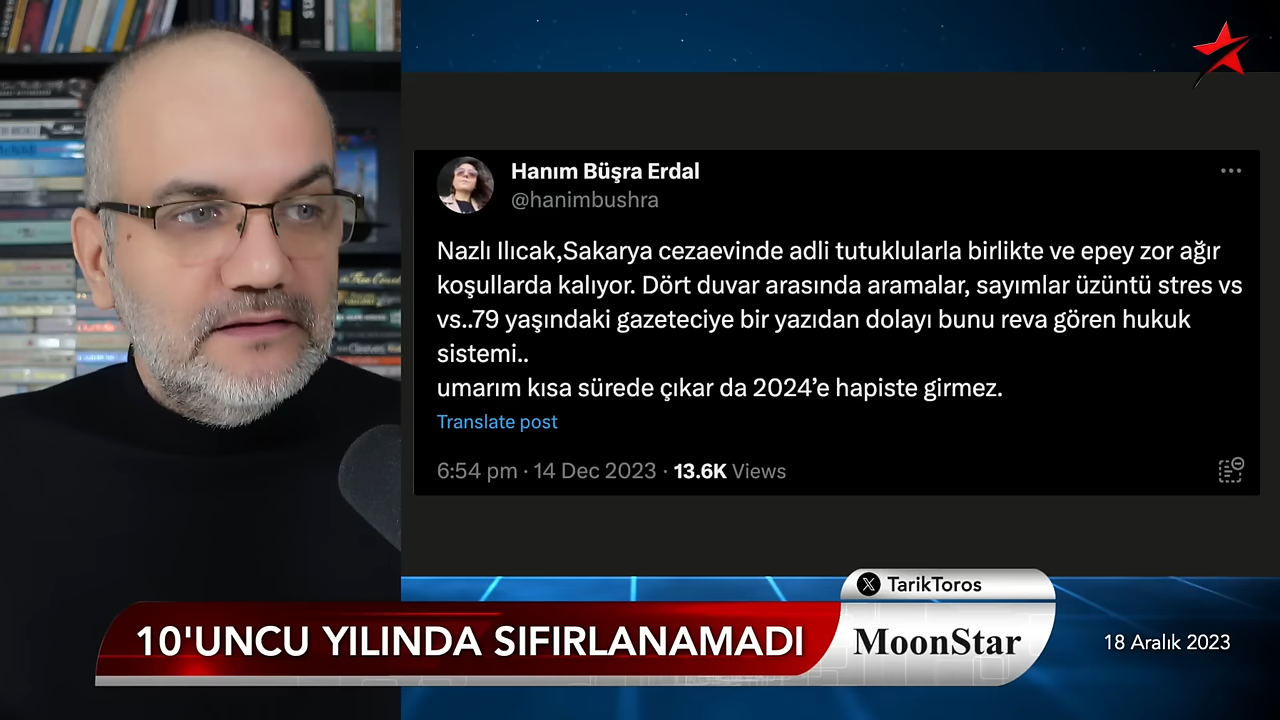 Hanım Büşra Erdal
@hanimbushra
Nazlı Ilıcak,Sakarya cezaevinde adli tutuklularla birlikte ve epey zor ağır
koşullarda kalıyor. Dört duvar arasında aramalar, sayımlar üzüntü stres vs
vs..79 yaşındaki gazeteciye bir yazıdan dolayı bunu reva gören hukuk
sistemi..
umarım kısa sürede çıkar da 2024’e hapiste girmez.
Translate post
6:54 pm · 14 Dec 2023 · 13.6K Views
X TarikToros
10'UNCU YILINDA SIFIRLANAMADI
MoonStar
18 Aralık 2023